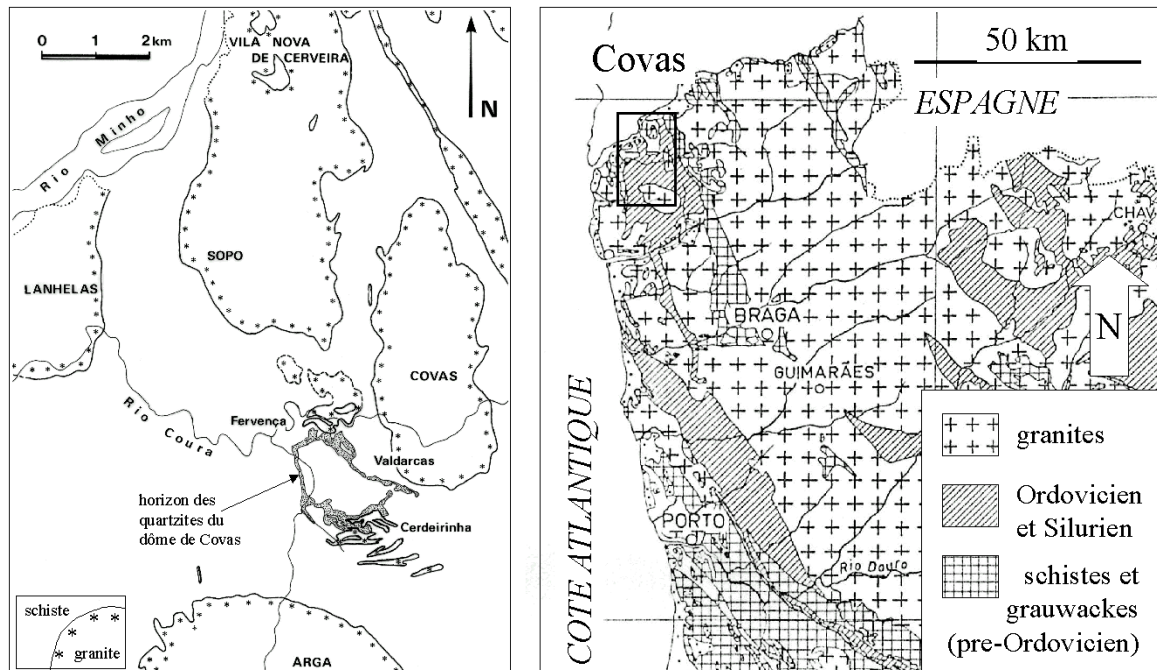 0 1 2 km
VILA NOVA
DE CERVEIRA
N
Rio Minho
SOPO
LANHELAS
COVAS
Rio Coura
Fervença
Valdarcas
horizon des
quartzites du
dôme de Covas
Cerdeirinha
schiste
granite
ARGA
50 km
Covas
ESPAGNE
CHAV
N
BRAGA
GUIMARÃES
COTE ATLANTIQUE
PORTO
Rio Douro
granites
Ordovicien
et Silurien
schistes et
grauwackes
(pre-Ordovicien)